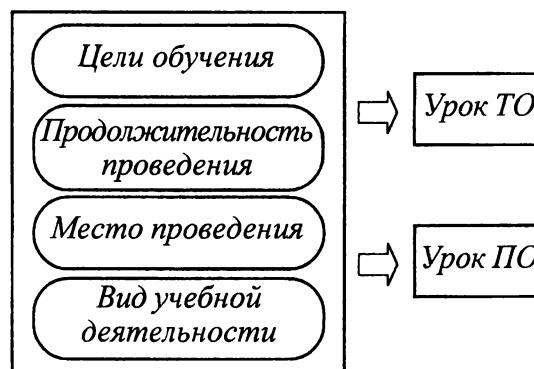 Цели обучения
Продолжительность
проведения
Место проведения
Вид учебной
деятельности
Урок ТО
Урок ПО